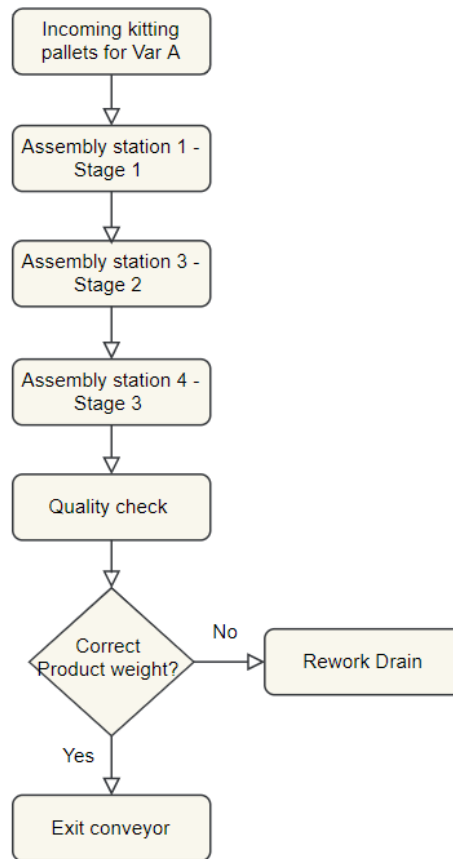 Incoming kitting
pallets for Var A
Assembly station 1 -
Stage 1
Assembly station 3 -
Stage 2
Assembly station 4 -
Stage 3
Quality check
Correct
Product weight?
No
Rework Drain
Yes
Exit conveyor